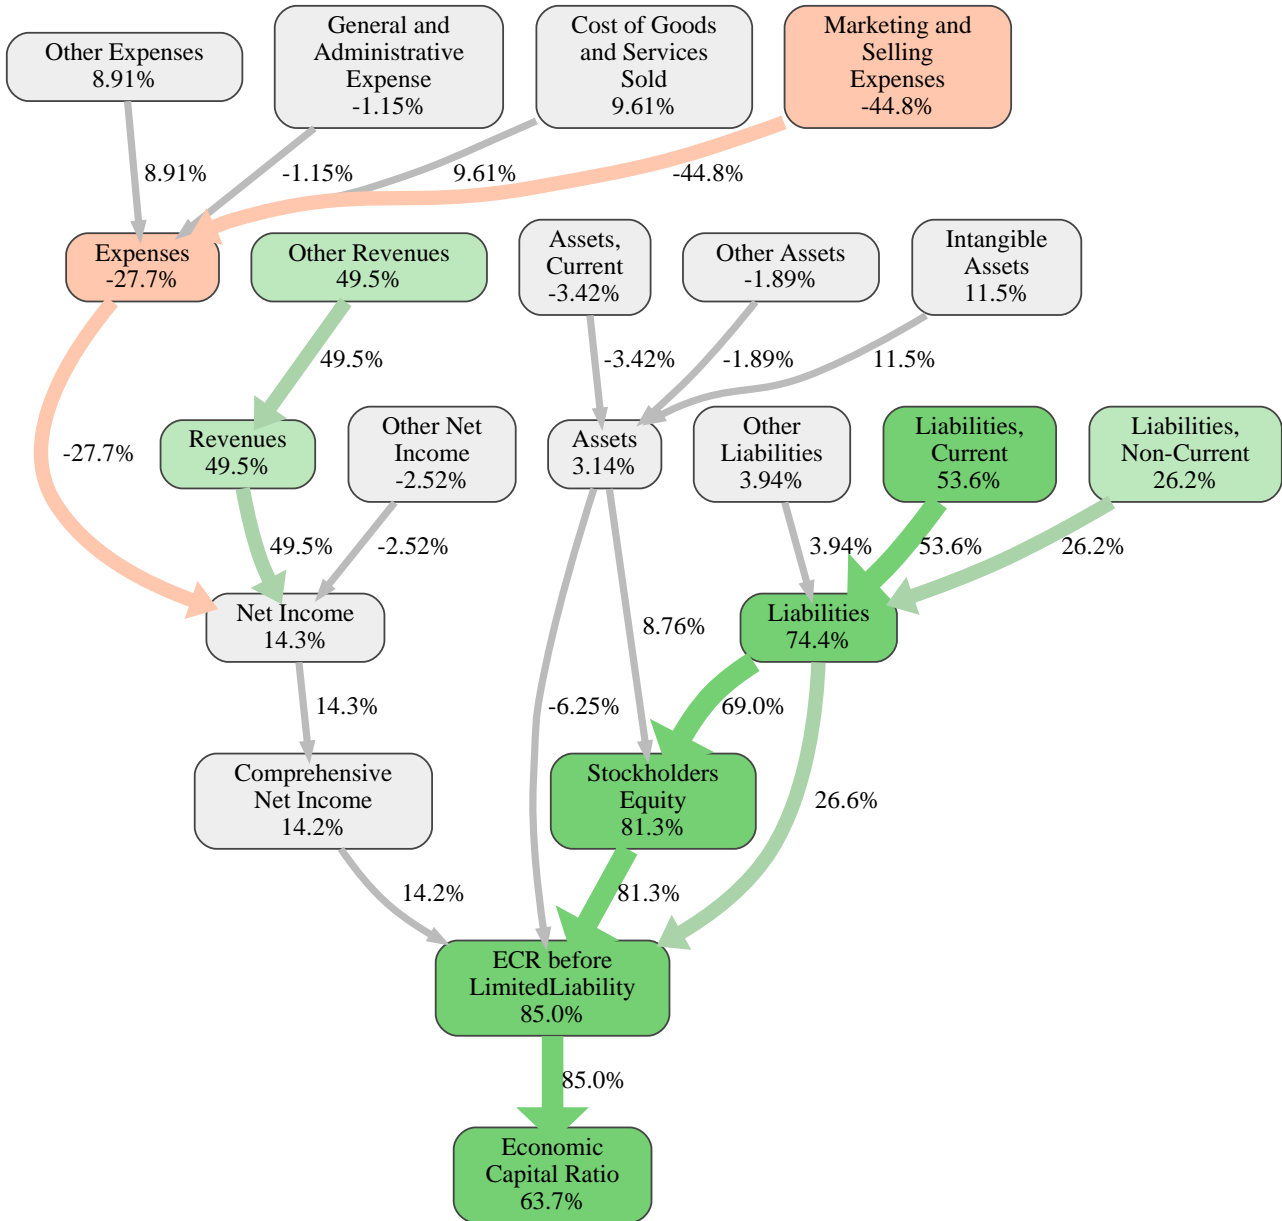 Other Expenses
8.91%
General and
Administrative
Expense
-1.15%
Cost of Goods
and Services
Sold
9.61%
Marketing and
Selling
Expenses
-44.8%
8.91%
-1.15%
9.61%
-44.8%
Expenses
-27.7%
Other Revenues
49.5%
Assets,
Current
-3.42%
Other Assets
-1.89%
Intangible
Assets
11.5%
49.5%
-3.42%
-1.89%
11.5%
-27.7%
Revenues
49.5%
Other Net
Income
-2.52%
Assets
3.14%
Other
Liabilities
3.94%
Liabilities,
Current
53.6%
Liabilities,
Non-Current
26.2%
49.5%
-2.52%
3.94%
53.6%
26.2%
Net Income
14.3%
8.76%
Liabilities
74.4%
14.3%
-6.25%
69.0%
Comprehensive
Net Income
14.2%
Stockholders
Equity
81.3%
26.6%
14.2%
81.3%
ECR before
LimitedLiability
85.0%
85.0%
Economic
Capital Ratio
63.7%